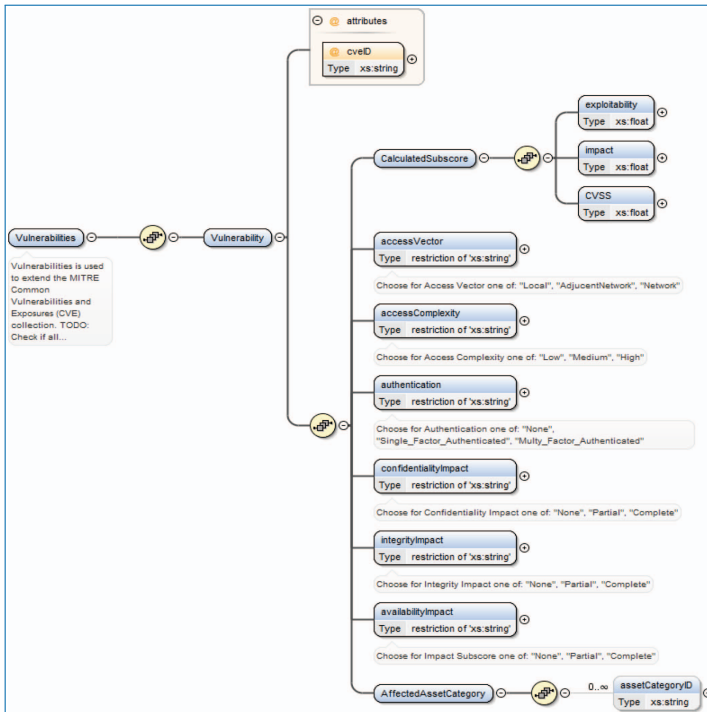 attributes
cveID
Type xs:string
exploitability
Type xs:float
CalculatedSubscore
impact
Type xs:float
CVSS
Type xs:float
Vulnerabilities
Vulnerability
Vulnerabilities is used
to extend the MITRE
Common
Vulnerabilities and
Exposures (CVE)
collection. TODO:
Check if all...
accessVector
Type restriction of 'xs:string'
Choose for Access Vector one of: "Local", "AdjucentNetwork", "Network"
accessComplexity
Type restriction of 'xs:string'
Choose for Access Complexity one of: "Low", "Medium", "High"
authentication
Type restriction of 'xs:string'
Choose for Authentication one of: "None",
"Single_Factor_Authenticated", "Multy_Factor_Authenticated"
confidentialityImpact
Type restriction of 'xs:string'
Choose for Confidentiality Impact one of: "None", "Partial", "Complete"
integrityImpact
Type restriction of 'xs:string'
Choose for Integrity Impact one of: "None", "Partial", "Complete"
availabilityImpact
Type restriction of 'xs:string'
Choose for Impact Subscore one of: "None", "Partial", "Complete"
AffectedAssetCategory
0..∞
assetCategoryID
Type xs:string